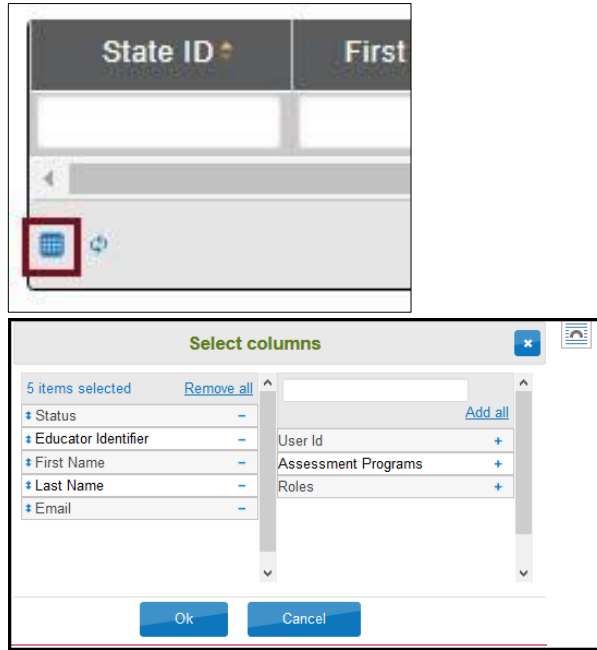 State ID First
Select columns
5 items selected Remove all
Add all
Status
User Id
Educator Identifier
Assessment Programs
First Name
Roles
Last Name
Email
Ok Cancel